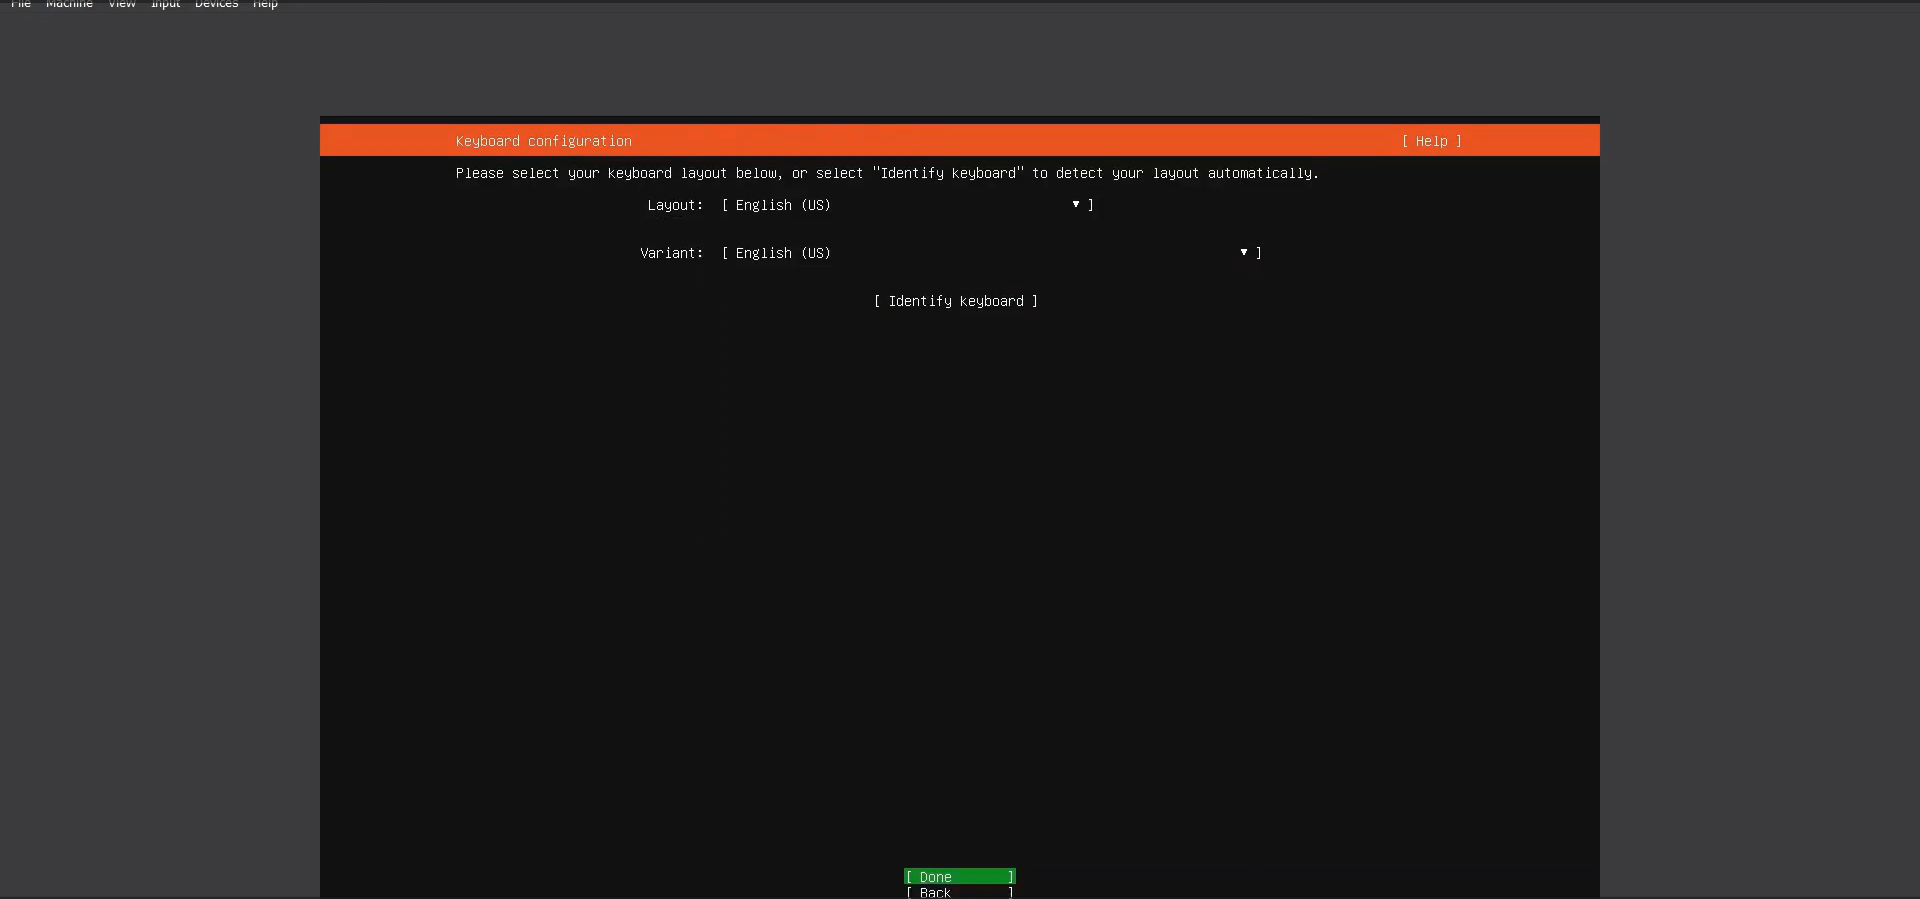 File Machine View Input Devices Help
Keyboard configuration [ Help ]
Please select your keyboard layout below, or select "Identify keyboard" to detect your layout automatically.
Layout: [ English (US) ▼ ]
Variant: [ English (US) ▼ ]
[ Identify keyboard ]
[ Done ]
[ Back ]